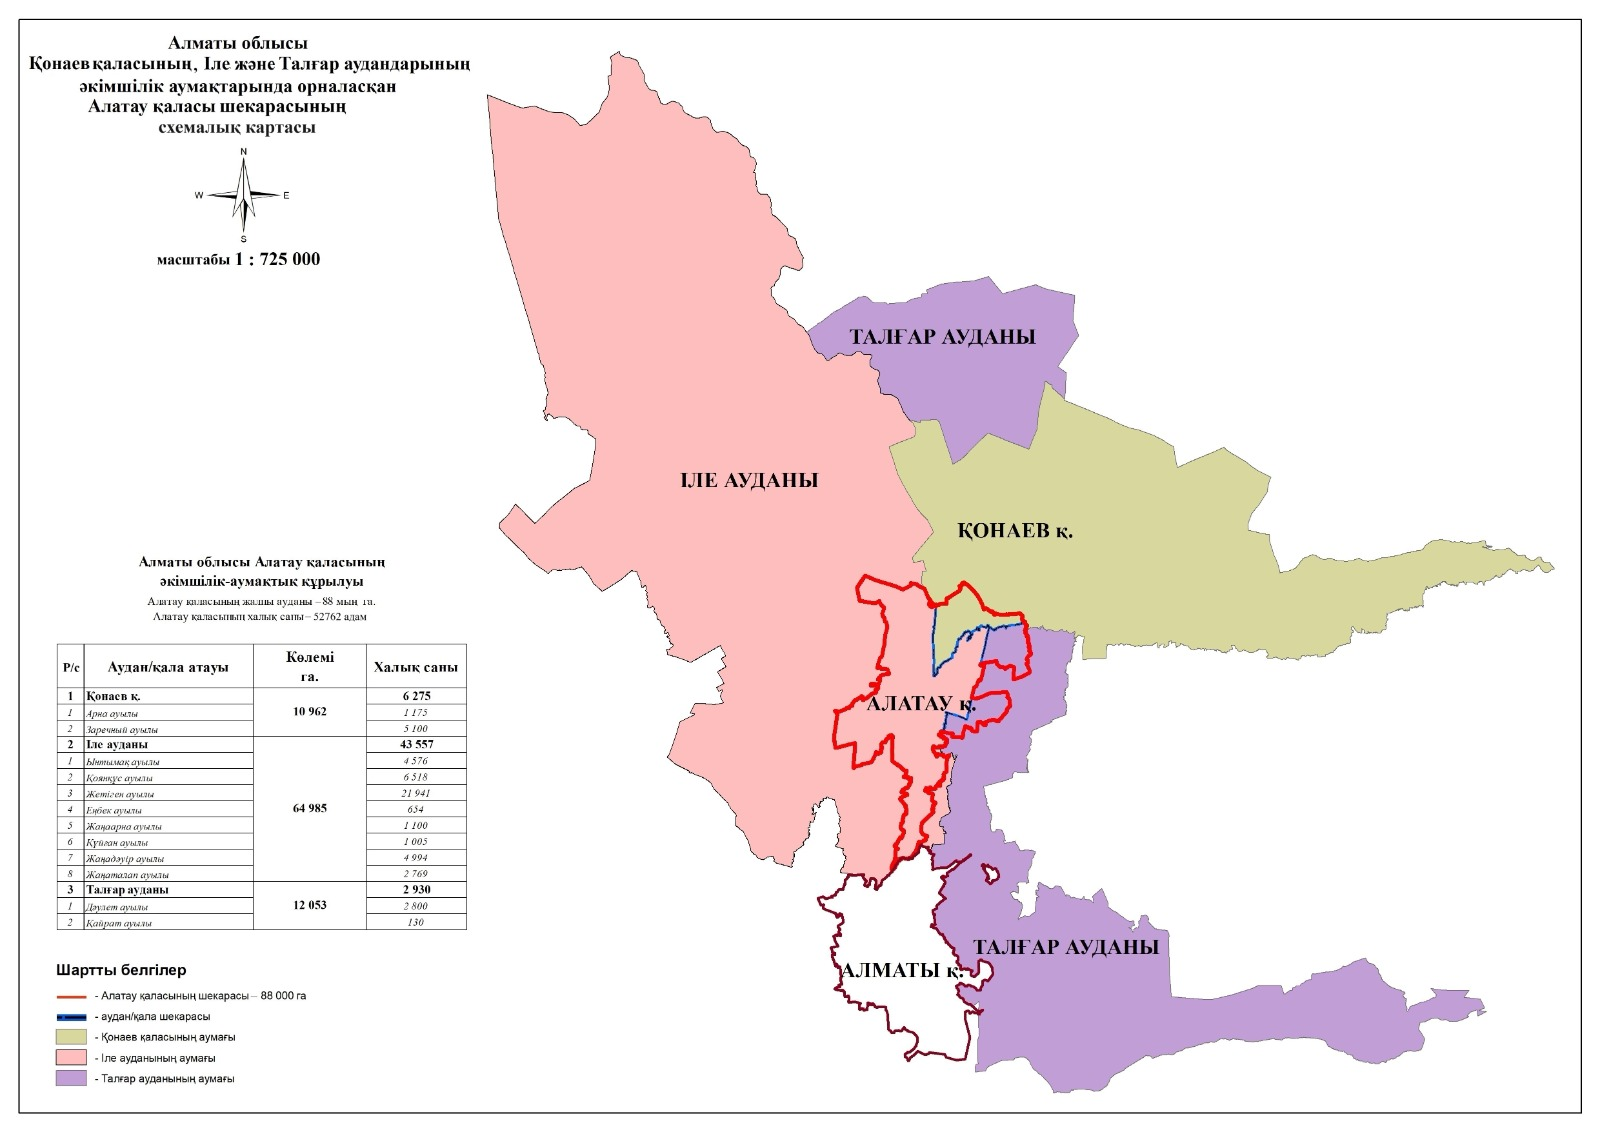 Алматы облысы
Қонаев қаласының, Іле және Талғар аудандарының
әкімшілік аумақтарында орналасқан
Алатау қаласы шекарасының
схемалық картасы
N
W E
S
масштабы 1 : 725 000
Алматы облысы Алатау қаласының
әкімшілік-аумақтық құрылуы
Алатау қаласының жалпы ауданы – 88 мың га.
Алатау қаласының халық саны – 52762 адам
Р/с Аудан/қала атауы Көлемі га. Халық саны
1 Қонаев қ. 10 962 6 275
1 Арна ауылы 1 175
2 Заречный ауылы 5 100
2 Іле ауданы 64 985 43 557
1 Ынтымақ ауылы 4 576
2 Қоянқұс ауылы 6 518
3 Жетіген ауылы 21 941
4 Еңбек ауылы 654
5 Жаңаарна ауылы 1 100
6 Күйған ауылы 1 005
7 Жаңадәуір ауылы 4 994
8 Жаңаталап ауылы 2 769
3 Талғар ауданы 12 053 2 930
1 Дәулет ауылы 2 800
2 Қайрат ауылы 130
Шартты белгілер
- Алатау қаласының шекарасы – 88 000 га
- аудан/қала шекарасы
- Қонаев қаласының аумағы
- Іле ауданының аумағы
- Талғар ауданының аумағы
ТАЛҒАР АУДАНЫ
ІЛЕ АУДАНЫ
ҚОНАЕВ қ.
АЛАТАУ қ.
ТАЛҒАР АУДАНЫ
АЛМАТЫ қ.